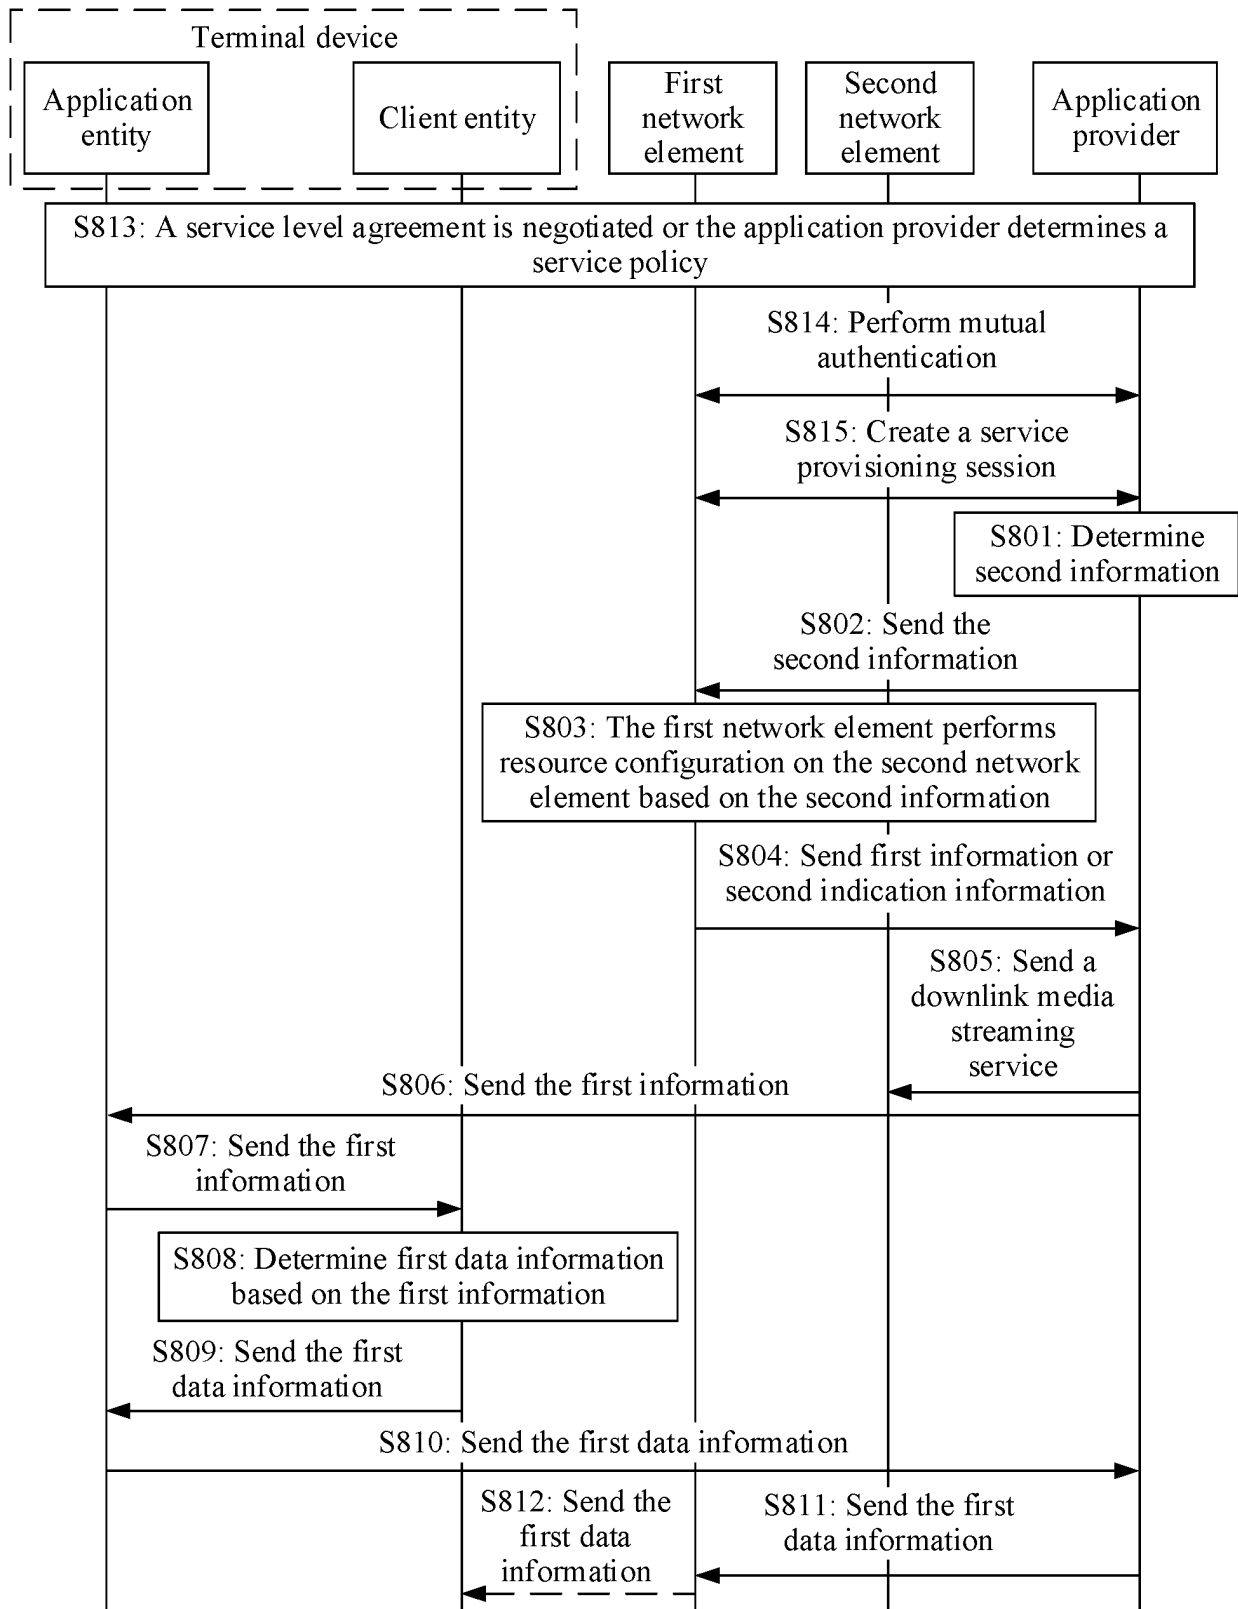 Terminal device
Application
entity
Client entity
First
network
element
Second
network
element
Application
provider
S813: A service level agreement is negotiated or the application provider determines a
service policy
S814: Perform mutual
authentication
S815: Create a service
provisioning session
S801: Determine
second information
S802: Send the
second information
S803: The first network element performs
resource configuration on the second network
element based on the second information
S804: Send first information or
second indication information
S805: Send a
downlink media
streaming
service
S806: Send the first information
S807: Send the first
information
S808: Determine first data information
based on the first information
S809: Send the first
data information
S810: Send the first data information
S812: Send the
first data
information
S811: Send the first
data information